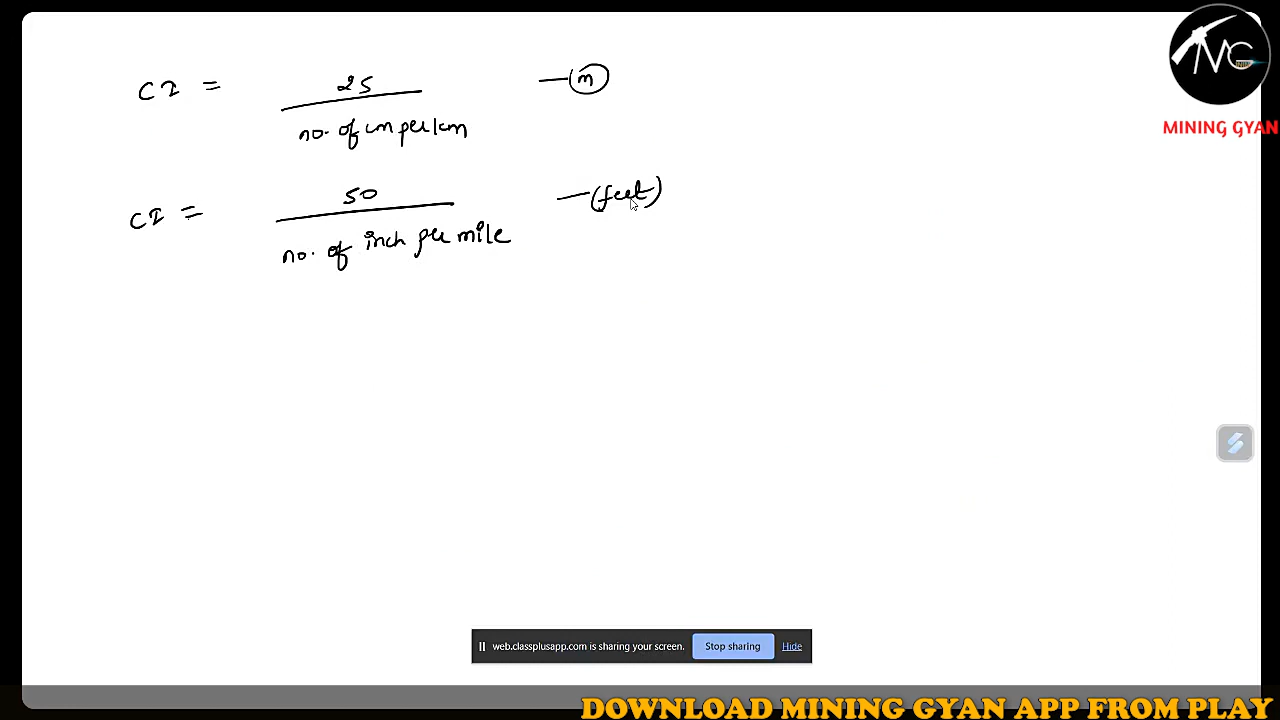 CI = 25 — (m)
no. of cm per km
CI = 50 — (feet)
no. of inch per mile
MG
MINING GYAN
web.classplusapp.com is sharing your screen. Stop sharing Hide
DOWNLOAD MINING GYAN APP FROM PLAY